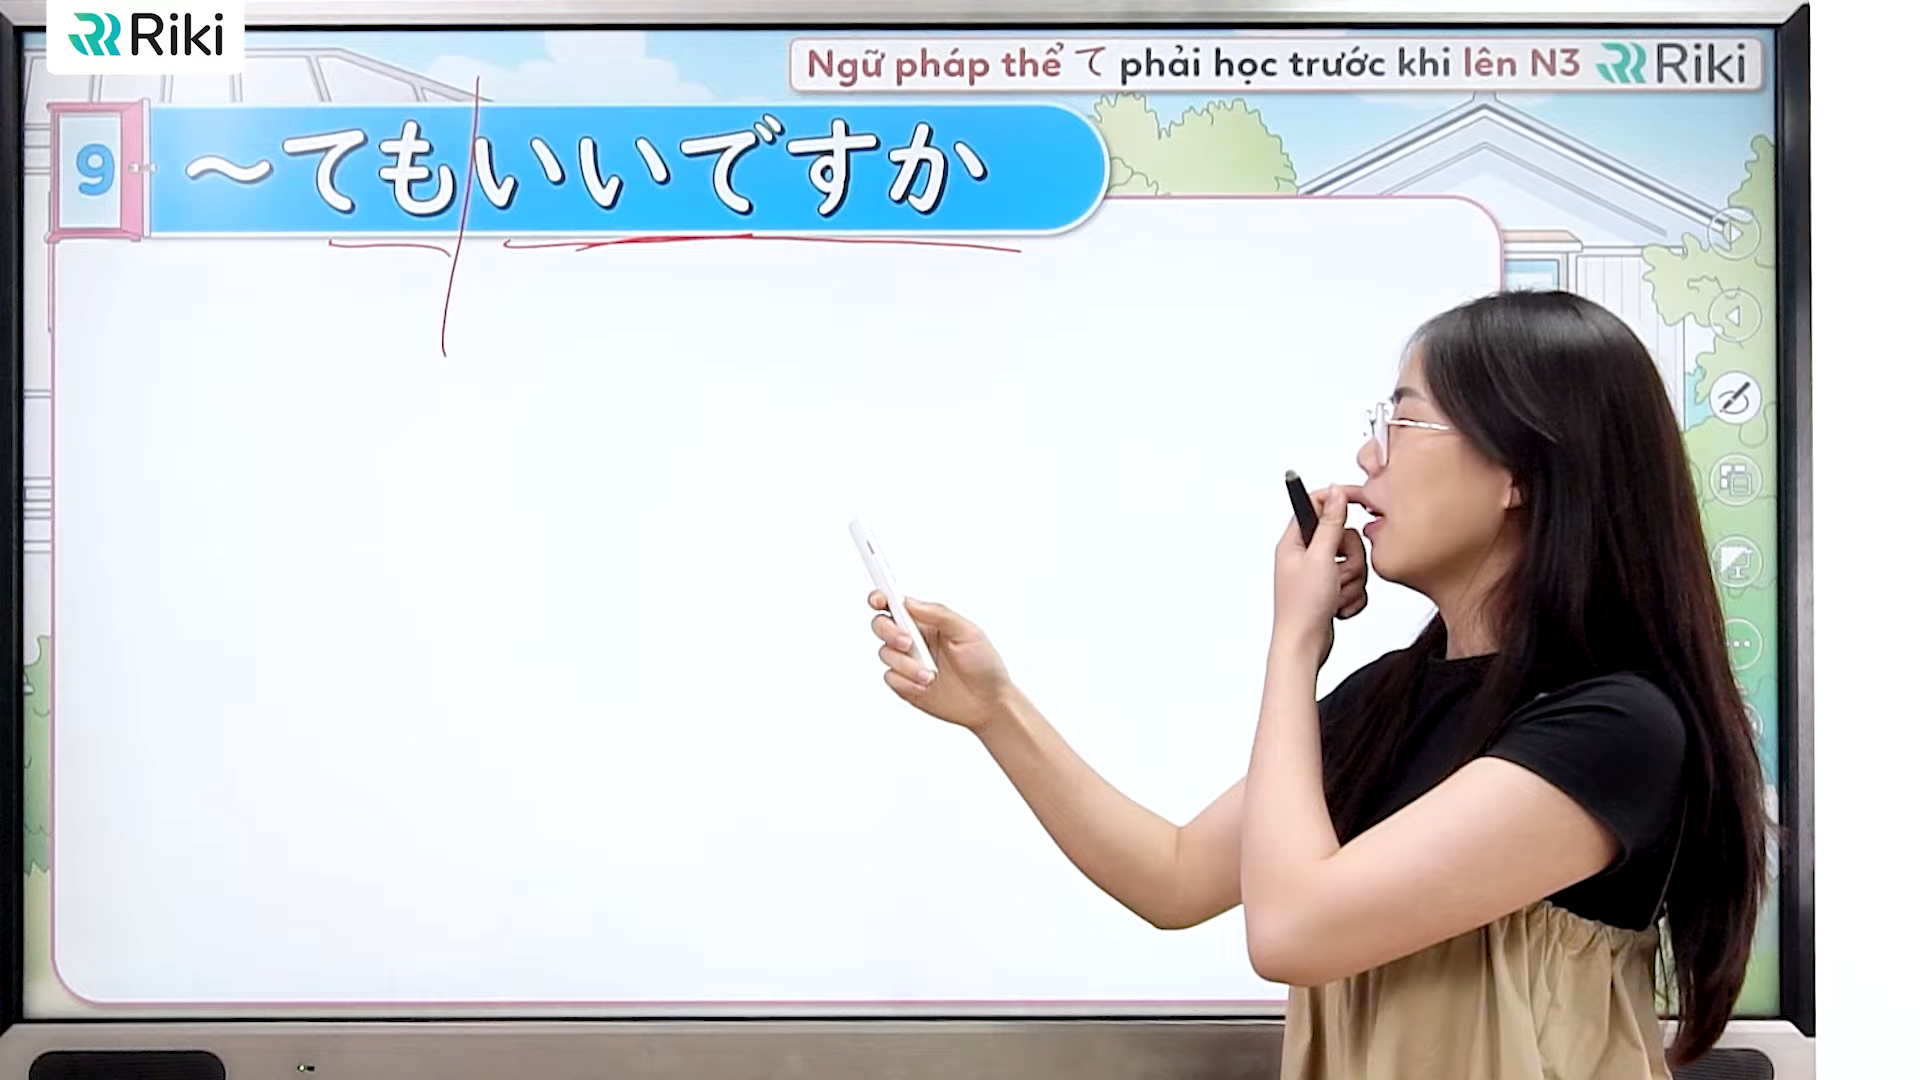 Riki
Ngữ pháp thể て phải học trước khi lên N3 Riki
9 ～てもいいですか